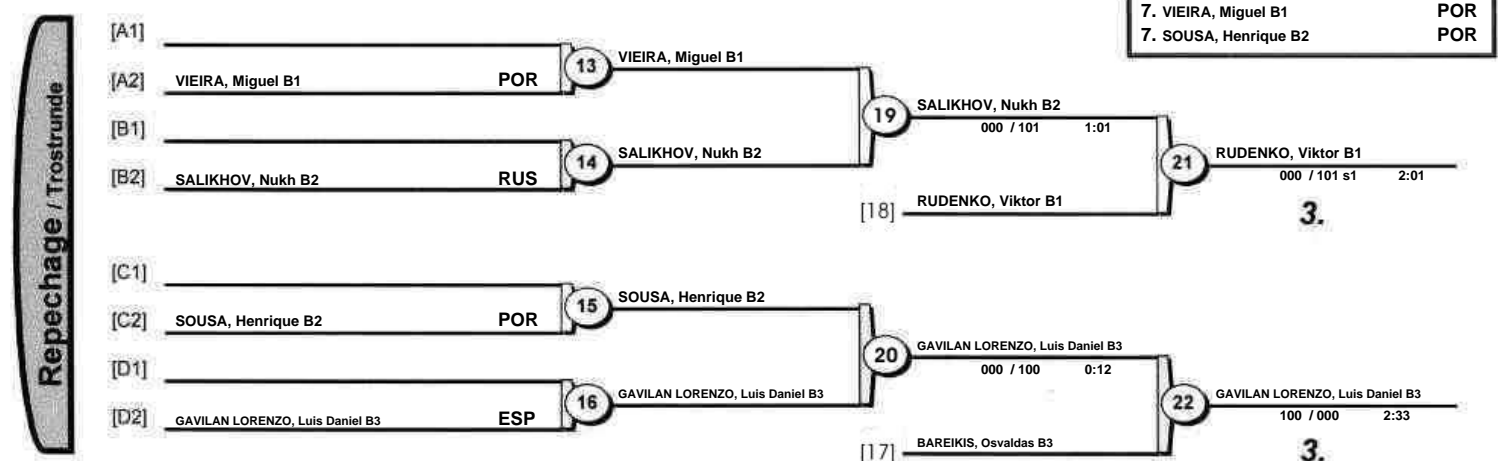 7. VIEIRA, Miguel B1 POR
7. SOUSA, Henrique B2 POR
Repechage / Trostrunde
[A1]
[A2] VIEIRA, Miguel B1 POR
13
VIEIRA, Miguel B1
[B1]
[B2] SALIKHOV, Nukh B2 RUS
14
SALIKHOV, Nukh B2
19
SALIKHOV, Nukh B2
000 / 101 1:01
[18] RUDENKO, Viktor B1
21
RUDENKO, Viktor B1
000 / 101 s1 2:01
3.
[C1]
[C2] SOUSA, Henrique B2 POR
15
SOUSA, Henrique B2
[D1]
[D2] GAVILAN LORENZO, Luis Daniel B3 ESP
16
GAVILAN LORENZO, Luis Daniel B3
20
GAVILAN LORENZO, Luis Daniel B3
000 / 100 0:12
[17] BAREIKIS, Osvaldas B3
22
GAVILAN LORENZO, Luis Daniel B3
100 / 000 2:33
3.